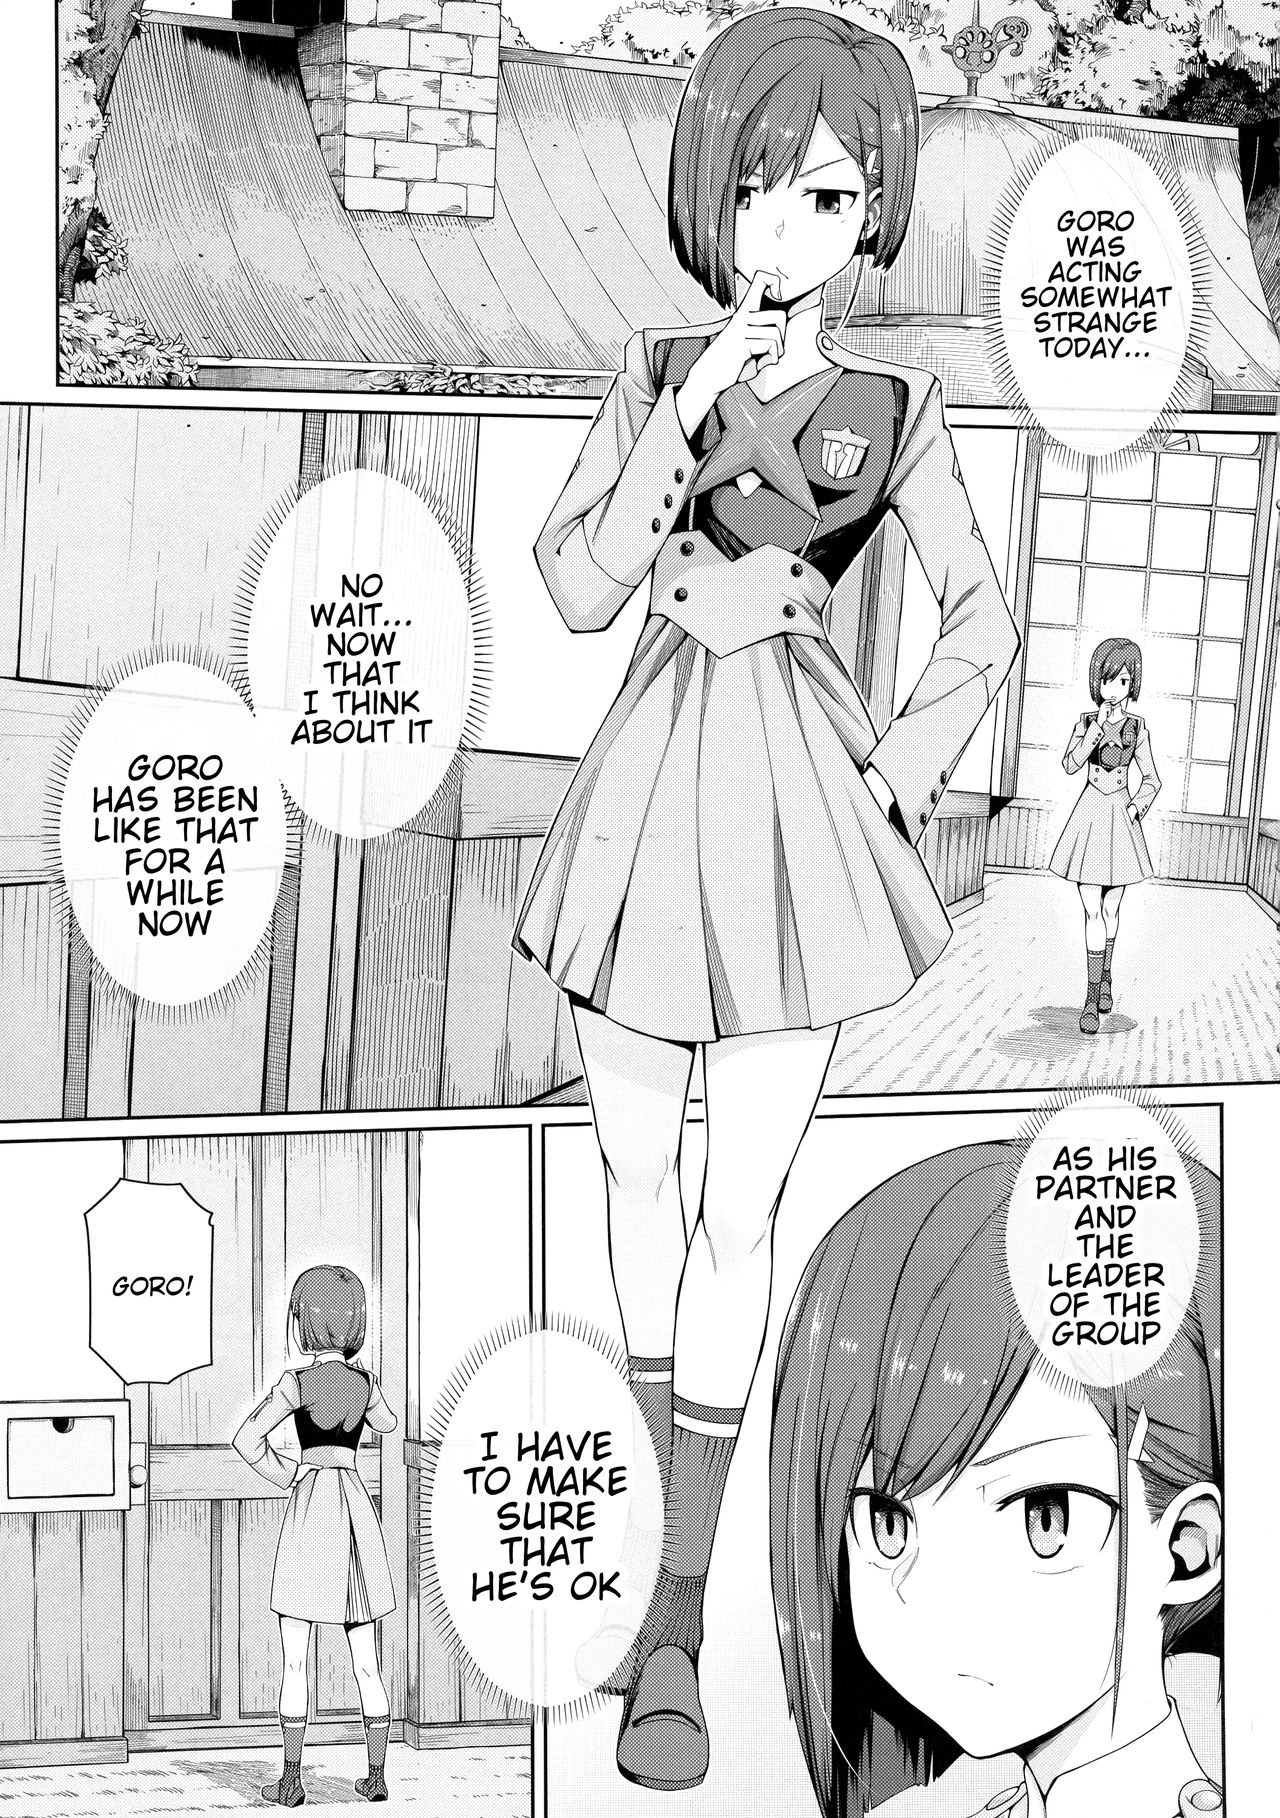 GORO
WAS
ACTING
SOMEWHAT
STRANGE
TODAY...
NO
WAIT...
NOW
THAT
I THINK
ABOUT IT
GORO
HAS BEEN
LIKE THAT
FOR A
WHILE
NOW
AS HIS
PARTNER
AND
THE
LEADER
OF THE
GROUP
I HAVE
TO MAKE
SURE
THAT
HE'S OK
GORO!